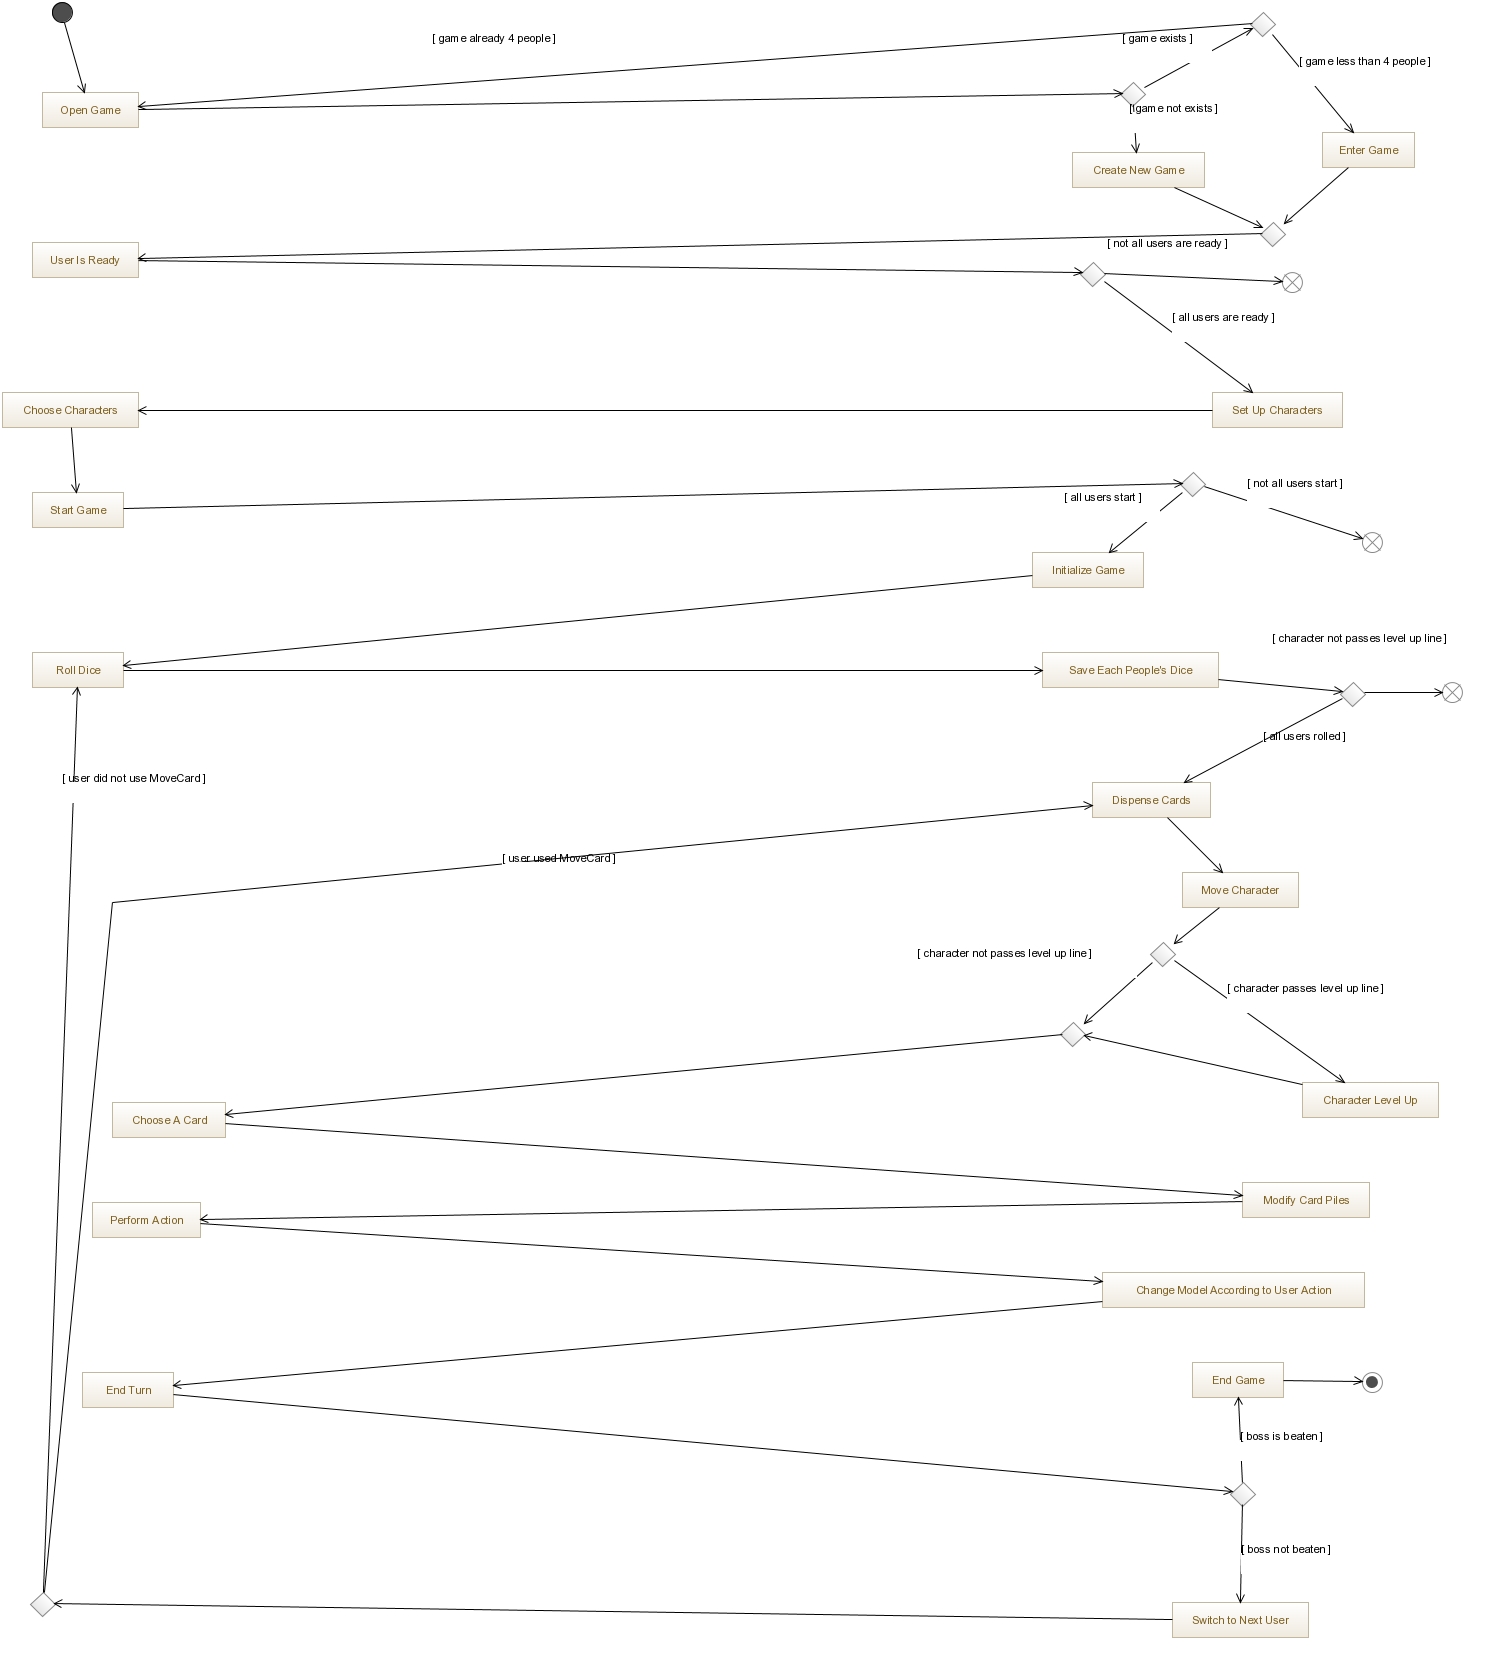 [ game already 4 people ]
[ game exists ]
[ game less than 4 people ]
Open Game
[ game not exists ]
Enter Game
Create New Game
[ not all users are ready ]
User Is Ready
[ all users are ready ]
Choose Characters
Set Up Characters
[ not all users start ]
[ all users start ]
Start Game
Initialize Game
[ character not passes level up line ]
Roll Dice
Save Each People's Dice
[ all users rolled ]
[ user did not use MoveCard ]
Dispense Cards
[ user used MoveCard ]
Move Character
[ character not passes level up line ]
[ character passes level up line ]
Character Level Up
Choose A Card
Modify Card Piles
Perform Action
Change Model According to User Action
End Turn
End Game
[ boss is beaten ]
[ boss not beaten ]
Switch to Next User